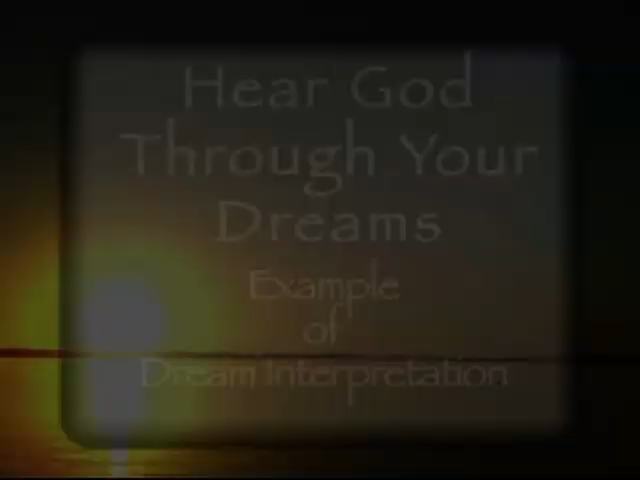 Hear God
Through Your
Dreams
Example
of
Dream Interpretation